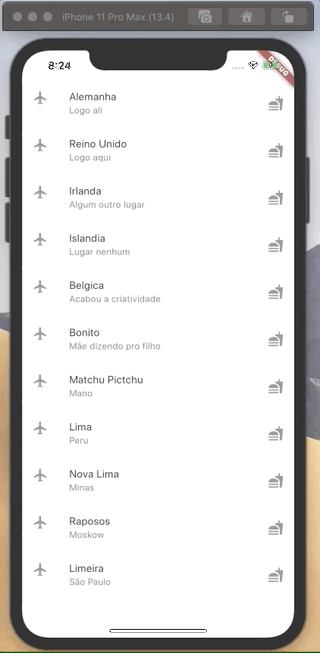 iPhone 11 Pro Max (13.4)
8:24
DEBUG
Alemanha
Logo ali
Reino Unido
Logo aqui
Irlanda
Algum outro lugar
Islandia
Lugar nenhum
Belgica
Acabou a criatividade
Bonito
Mãe dizendo pro filho
Matchu Pictchu
Mano
Lima
Peru
Nova Lima
Minas
Raposos
Moskow
Limeira
São Paulo